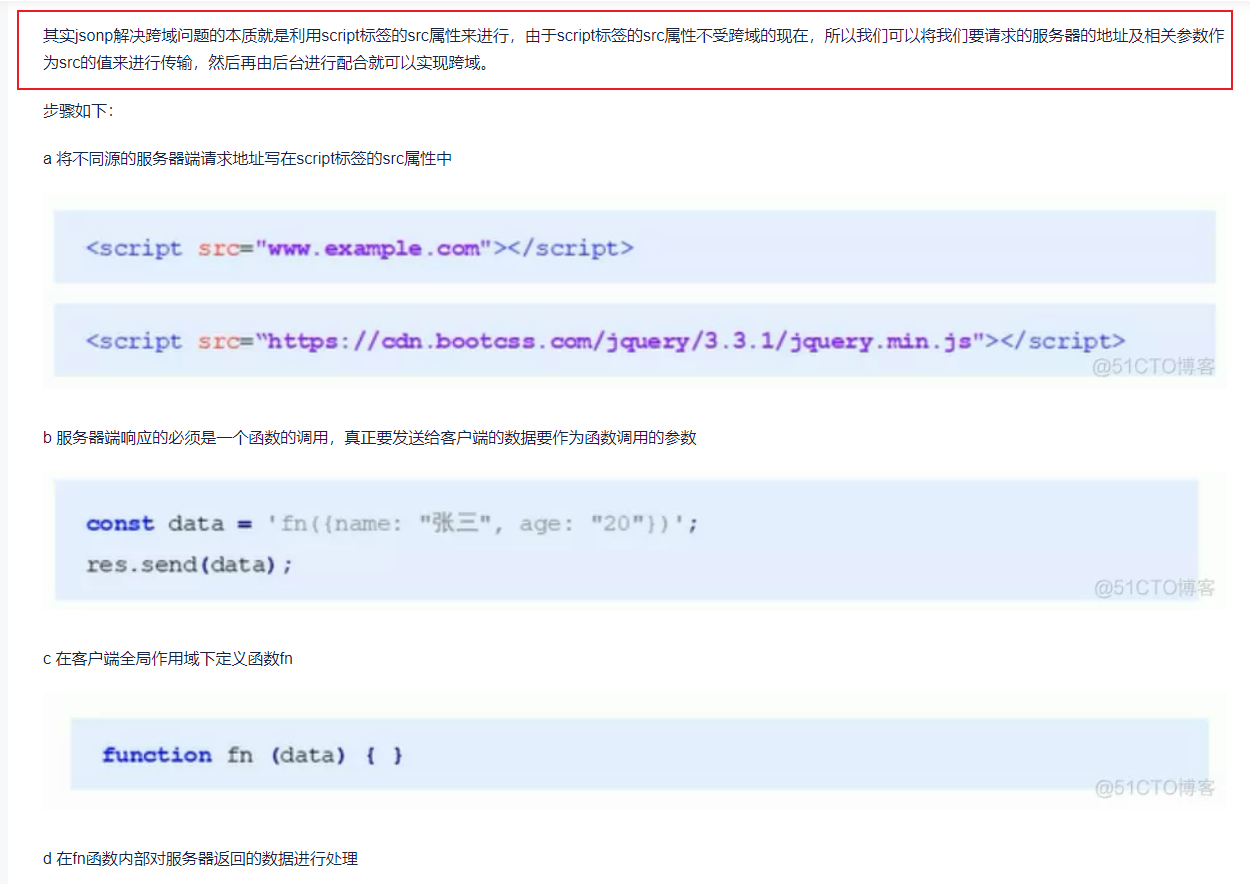 其实jsonp解决跨域问题的本质就是利用script标签的src属性来进行，由于script标签的src属性不受跨域的现在，所以我们可以将我们要请求的服务器的地址及相关参数作
为src的值来进行传输，然后再由后台进行配合就可以实现跨域。
步骤如下：
a 将不同源的服务器端请求地址写在script标签的src属性中
<script src="www.example.com"></script>
<script src=“https://cdn.bootcss.com/jquery/3.3.1/jquery.min.js"></script>
@51CTO博客
b 服务器端响应的必须是一个函数的调用，真正要发送给客户端的数据要作为函数调用的参数
const data = 'fn({name: "张三", age: "20"})';
res.send(data);
@51CTO博客
c 在客户端全局作用域下定义函数fn
function fn (data) { }
@51CTO博客
d 在fn函数内部对服务器返回的数据进行处理